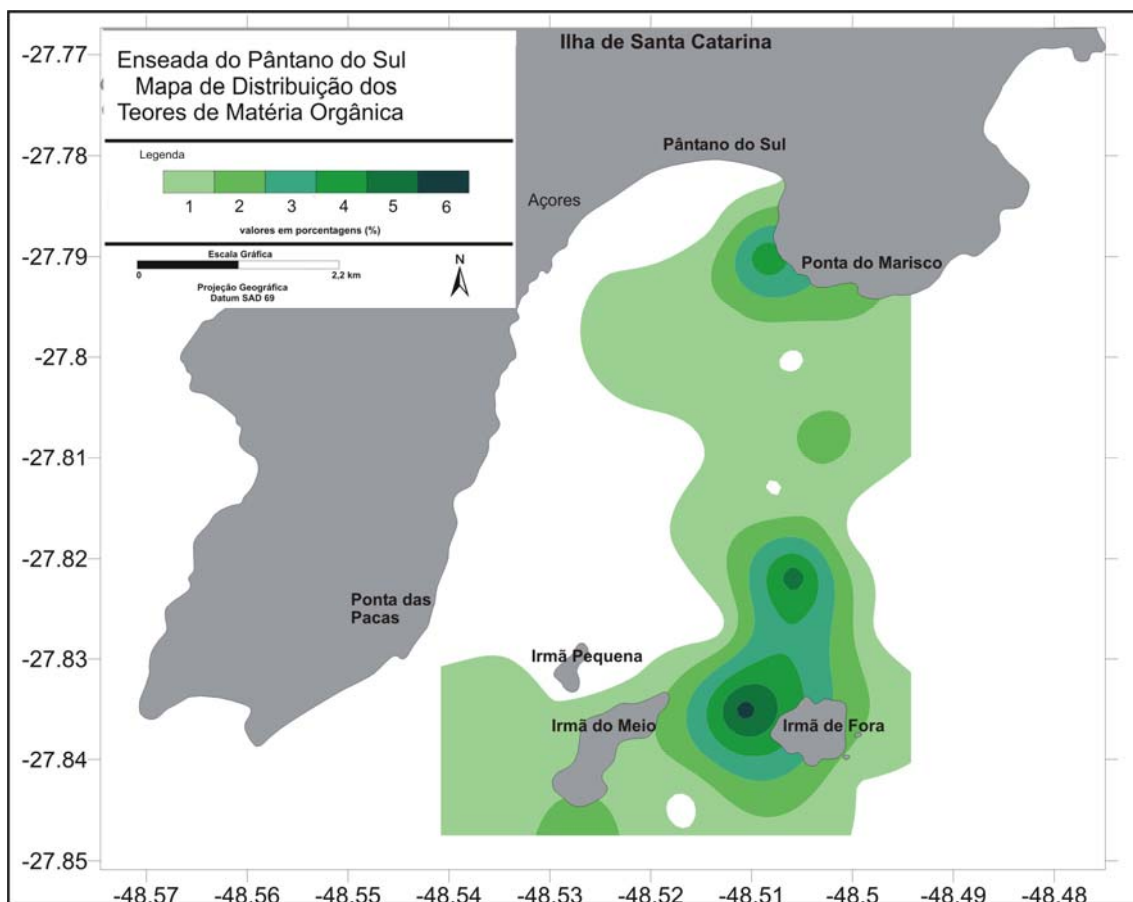 Ilha de Santa Catarina
Enseada do Pântano do Sul
Mapa de Distribuição dos
Teores de Matéria Orgânica
Legenda
1 2 3 4 5 6
valores em porcentagens (%)
Escala Gráfica
0 2,2 km
Projeção Geográfica
Datum SAD 69
N
Pântano do Sul
Açores
Ponta do Marisco
Ponta das
Pacas
Irmã Pequena
Irmã do Meio
Irmã de Fora
-27.77
-27.78
-27.79
-27.8
-27.81
-27.82
-27.83
-27.84
-27.85
-48.57 -48.56 -48.55 -48.54 -48.53 -48.52 -48.51 -48.5 -48.49 -48.48